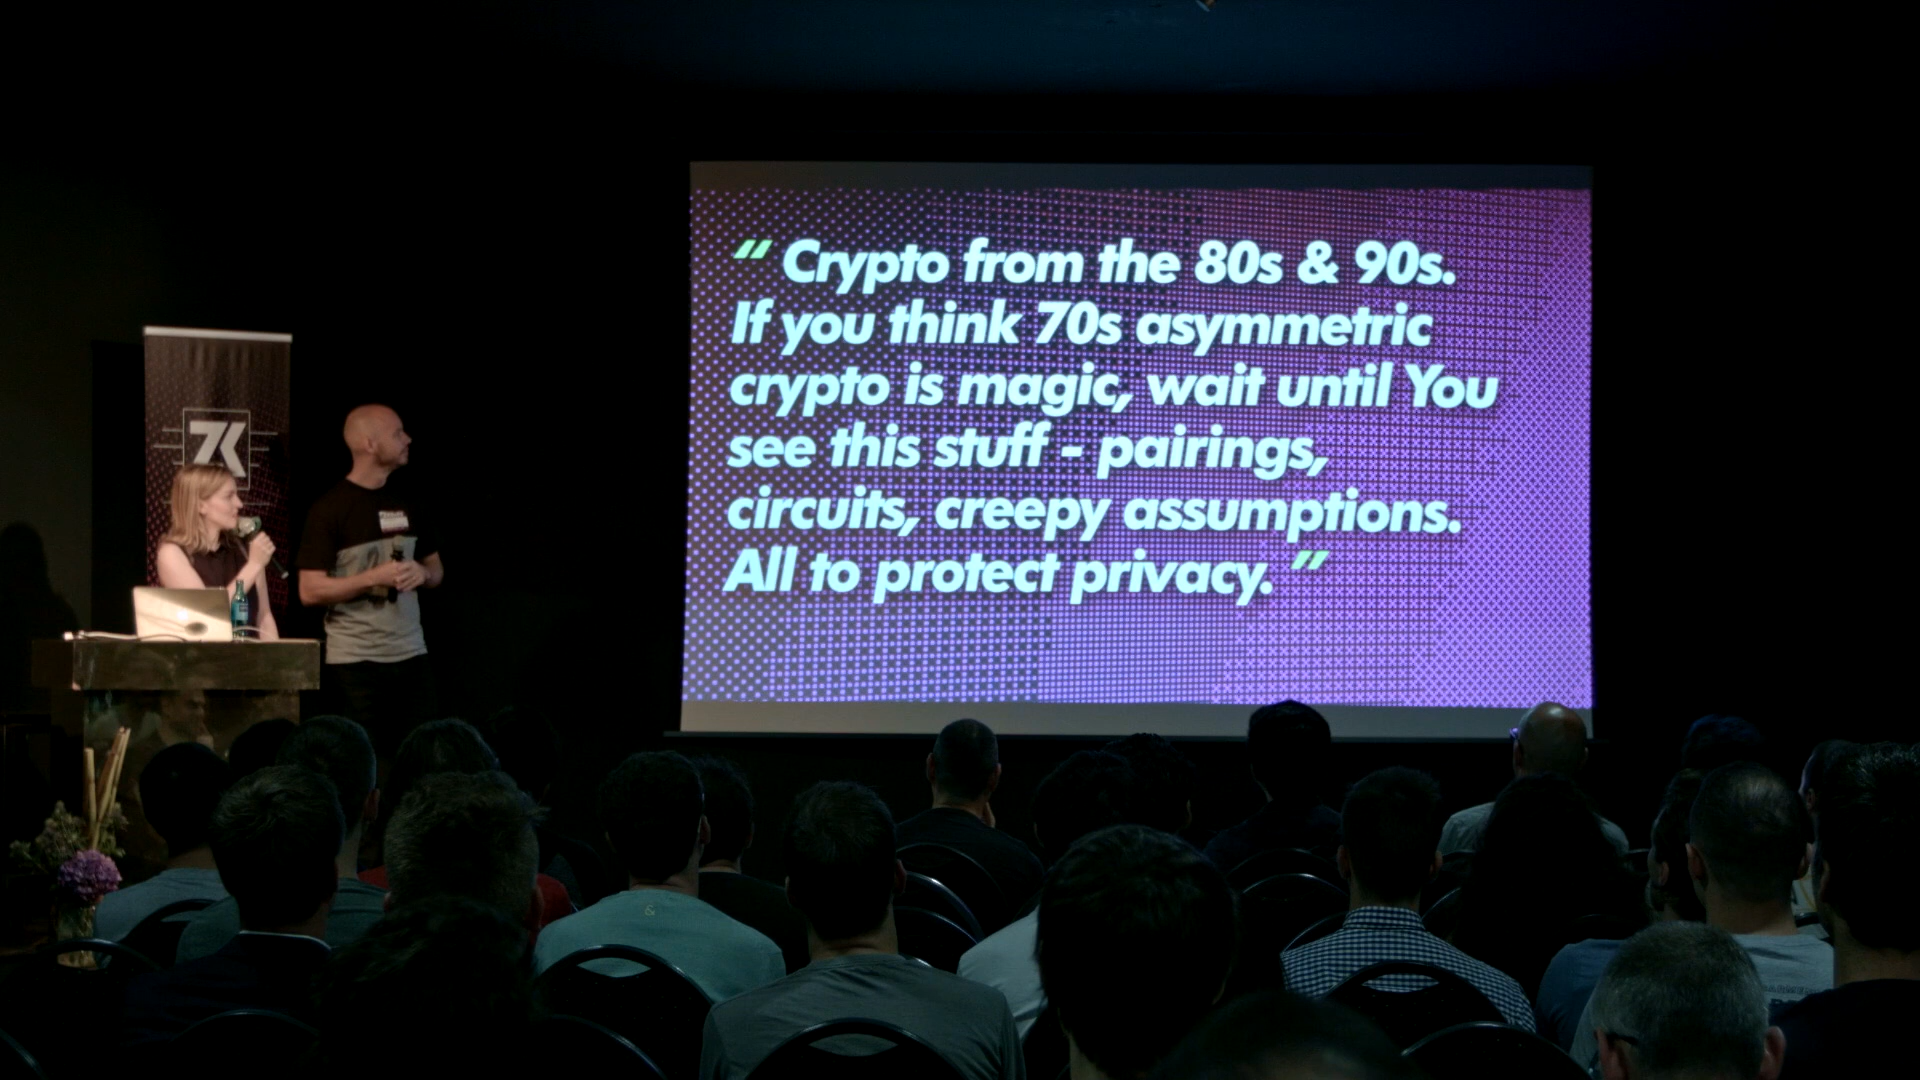 " Crypto from the 80s & 90s.
If you think 70s asymmetric
crypto is magic, wait until You
see this stuff - pairings,
circuits, creepy assumptions.
All to protect privacy. "
ZK
&